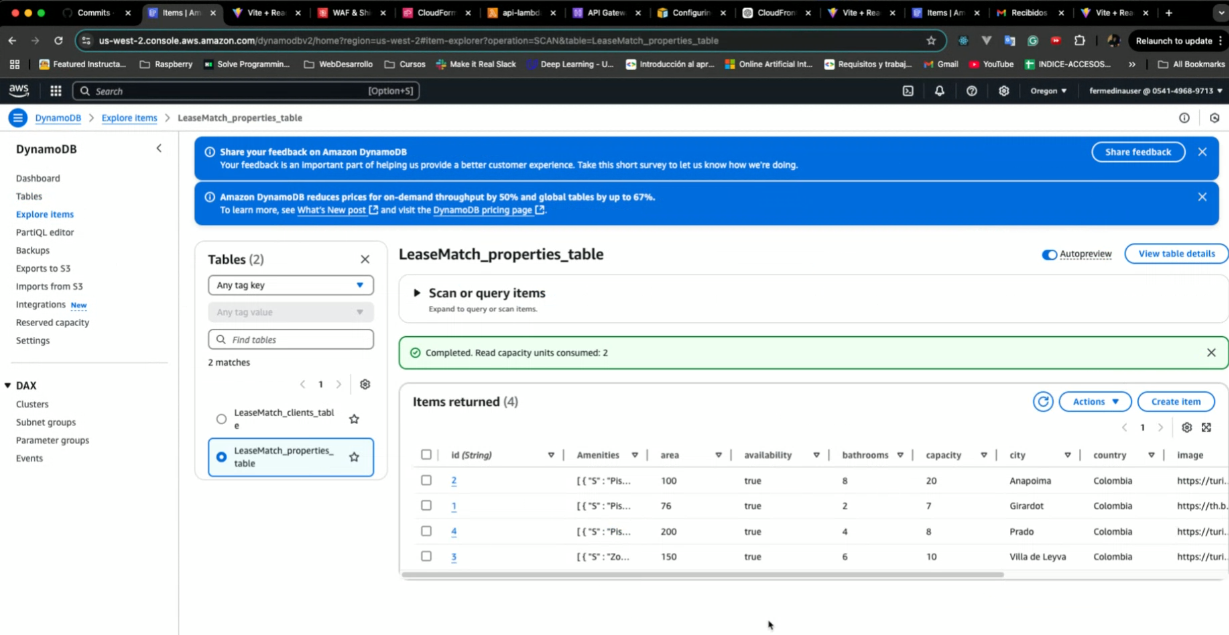 Commits -
Items | Am
Vite + Rea
WAF & Sh
CloudForm
api-lambd
API Gatew
Configurin
CloudFron
Vite + Rea
Items | Am
Recibidos
Vite + Rea
us-west-2.console.aws.amazon.com/dynamodbv2/home?region=us-west-2#item-explorer?operation=SCAN&table=LeaseMatch_properties_table
Relaunch to update
Featured Instructa...
Raspberry
Solve Programmin...
WebDesarrollo
Cursos
Make it Real Slack
Deep Learning - U...
Introducción al apr...
Online Artificial Int...
Requisitos y trabaj...
Gmail
YouTube
INDICE-ACCESOS...
»
All Bookmarks
aws
Search
[Option+S]
Oregon
fermedinauser @ 0541-4968-9713
DynamoDB > Explore items > LeaseMatch_properties_table
DynamoDB
Dashboard
Tables
Explore items
PartiQL editor
Backups
Exports to S3
Imports from S3
Integrations New
Reserved capacity
Settings
DAX
Clusters
Subnet groups
Parameter groups
Events
Share your feedback on Amazon DynamoDB
Your feedback is an important part of helping us provide a better customer experience. Take this short survey to let us know how we're doing.
Share feedback
Amazon DynamoDB reduces prices for on-demand throughput by 50% and global tables by up to 67%.
To learn more, see What's New post and visit the DynamoDB pricing page.
Tables (2)
Any tag key
Any tag value
Find tables
2 matches
1
LeaseMatch_clients_tabl
e
LeaseMatch_properties_
table
LeaseMatch_properties_table
Autopreview
View table details
Scan or query items
Expand to query or scan items.
Completed. Read capacity units consumed: 2
Items returned (4)
Actions
Create item
1
id (String) Amenities area availability bathrooms capacity city country image
2 [ { "S" : "Pis... 100 true 8 20 Anapoima Colombia https://turi...
1 [ { "S" : "Pis... 76 true 2 7 Girardot Colombia https://th.b...
4 [ { "S" : "Pis... 200 true 4 8 Prado Colombia https://turi...
3 [ { "S" : "Zo... 150 true 6 10 Villa de Leyva Colombia https://turi...